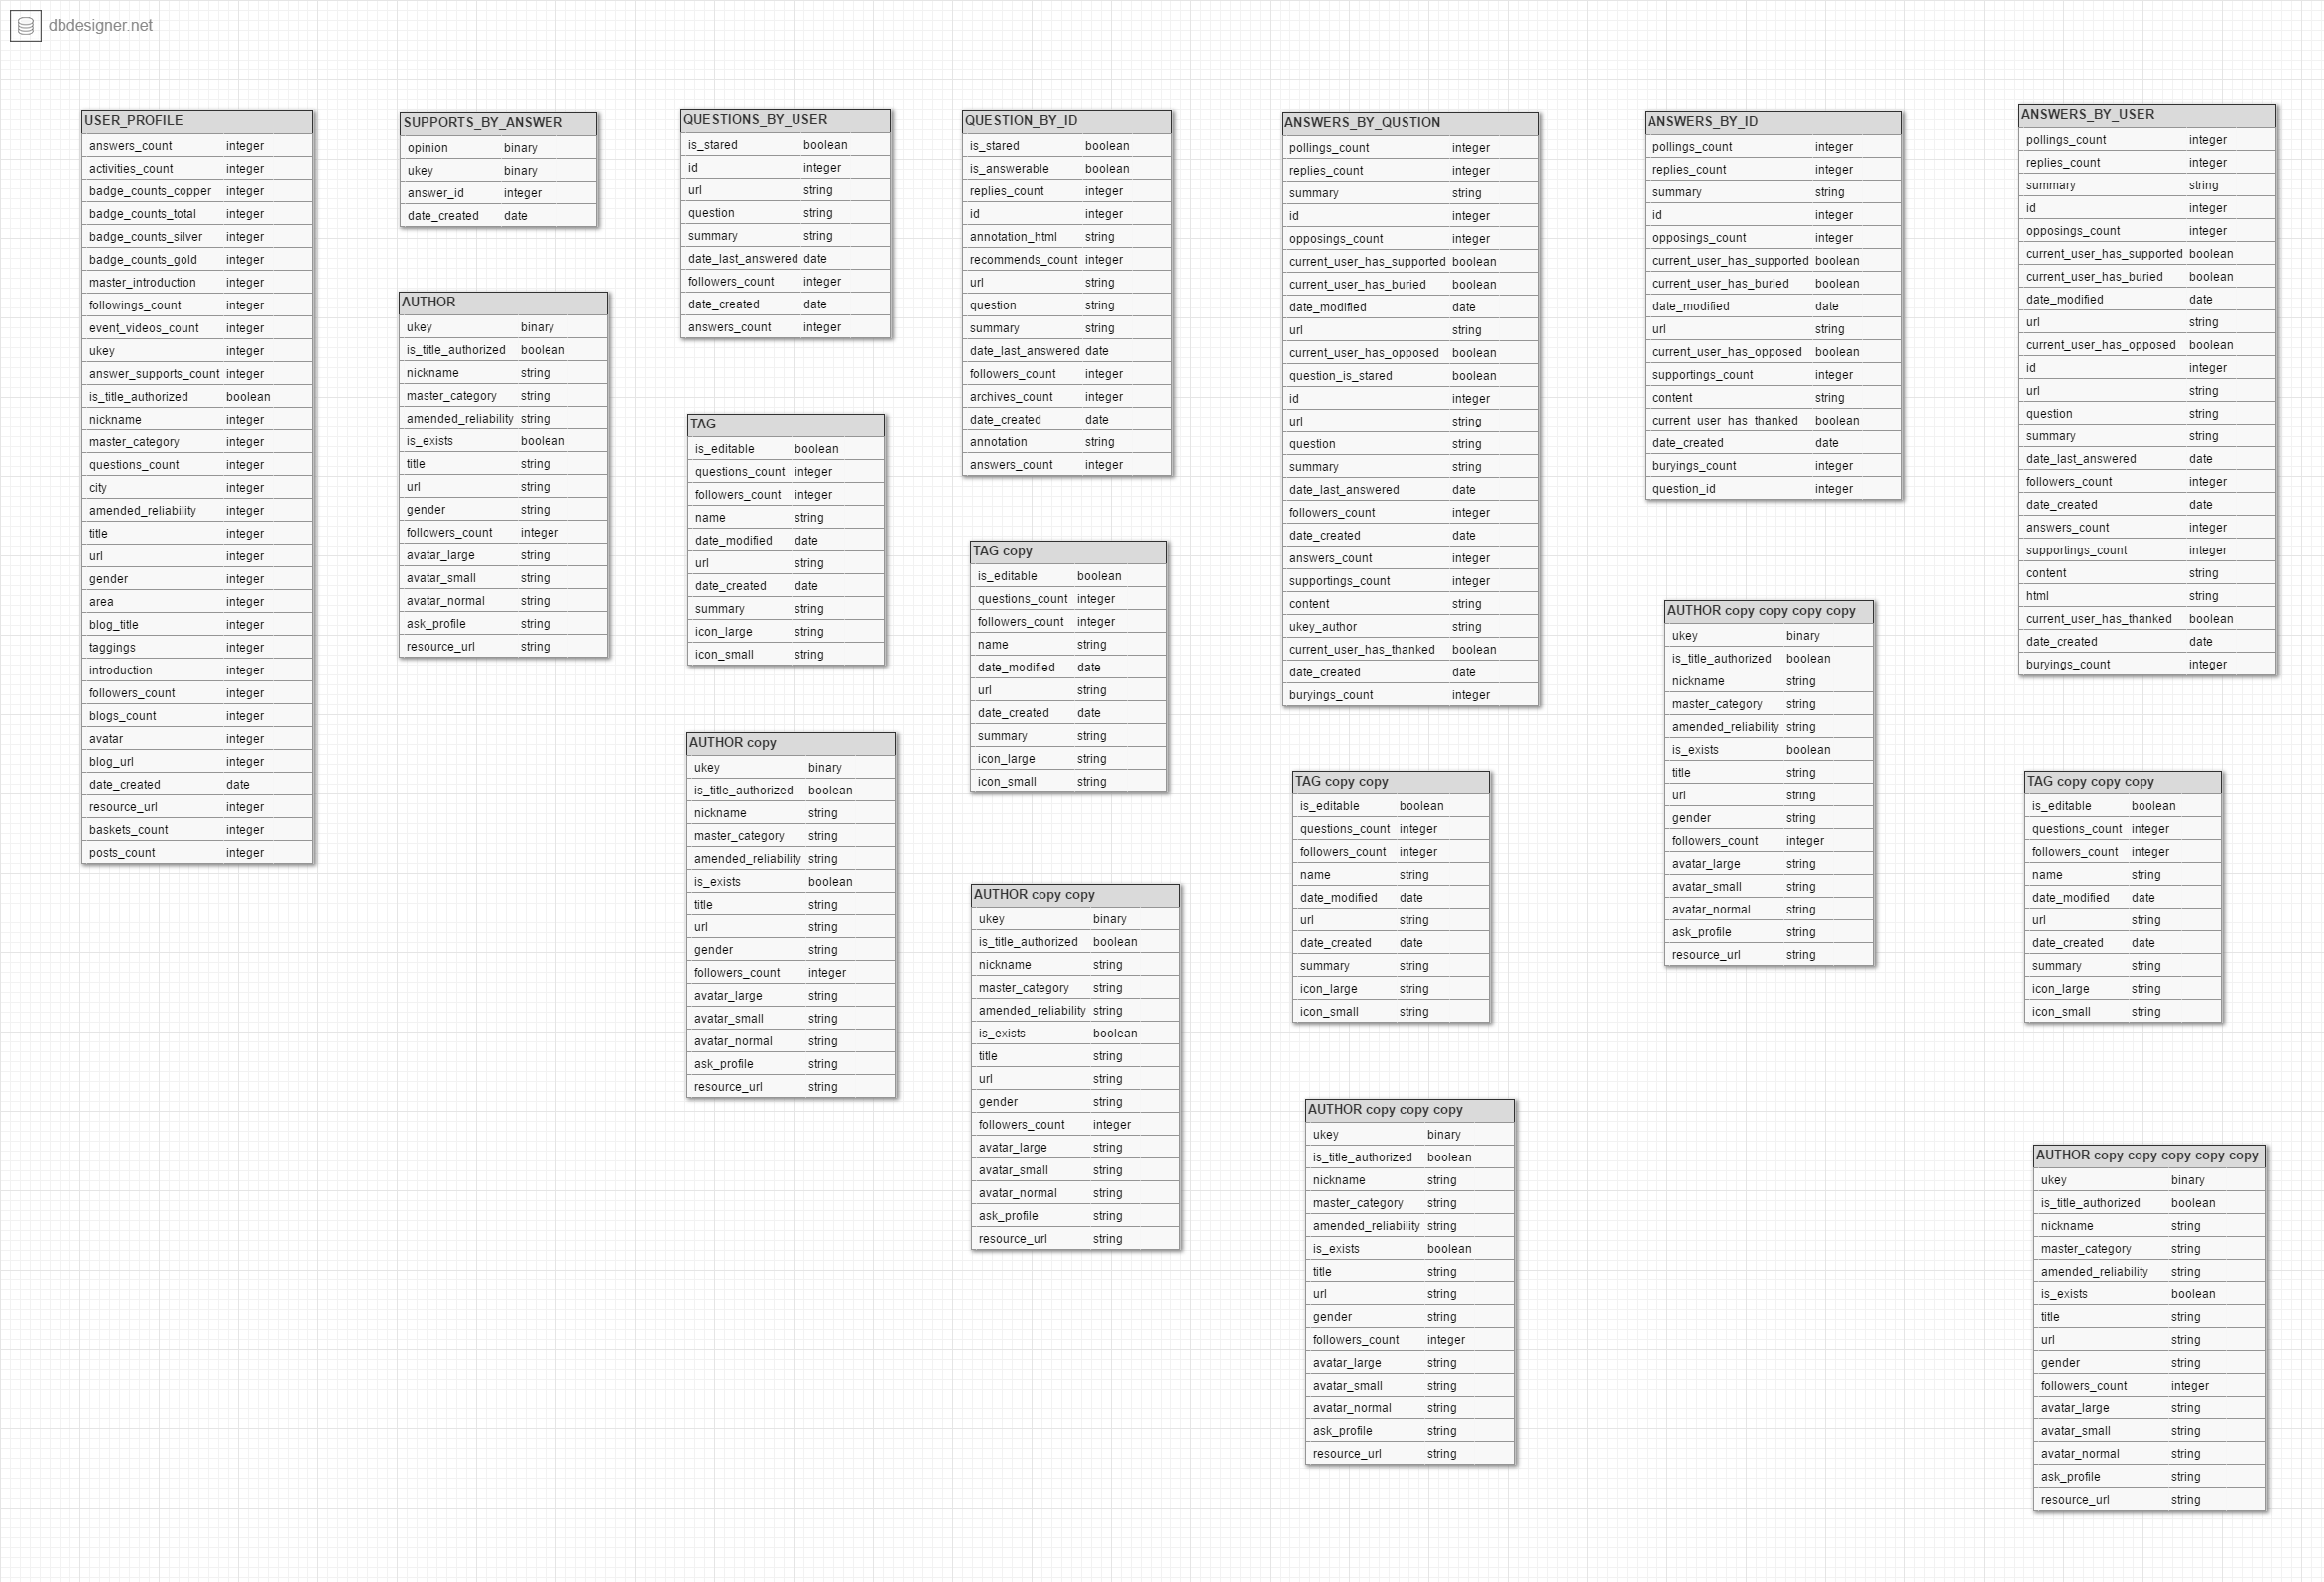 dbdesigner.net
USER_PROFILE
answers_count integer
activities_count integer
badge_counts_copper integer
badge_counts_total integer
badge_counts_silver integer
badge_counts_gold integer
master_introduction integer
followings_count integer
event_videos_count integer
ukey integer
answer_supports_count integer
is_title_authorized boolean
nickname integer
master_category integer
questions_count integer
city integer
amended_reliability integer
title integer
url integer
gender integer
area integer
blog_title integer
taggings integer
introduction integer
followers_count integer
blogs_count integer
avatar integer
blog_url integer
date_created date
resource_url integer
baskets_count integer
posts_count integer
SUPPORTS_BY_ANSWER
opinion binary
ukey binary
answer_id integer
date_created date
AUTHOR
ukey binary
is_title_authorized boolean
nickname string
master_category string
amended_reliability string
is_exists boolean
title string
url string
gender string
followers_count integer
avatar_large string
avatar_small string
avatar_normal string
ask_profile string
resource_url string
QUESTIONS_BY_USER
is_stared boolean
id integer
url string
question string
summary string
date_last_answered date
followers_count integer
date_created date
answers_count integer
TAG
is_editable boolean
questions_count integer
followers_count integer
name string
date_modified date
url string
date_created date
summary string
icon_large string
icon_small string
AUTHOR copy
ukey binary
is_title_authorized boolean
nickname string
master_category string
amended_reliability string
is_exists boolean
title string
url string
gender string
followers_count integer
avatar_large string
avatar_small string
avatar_normal string
ask_profile string
resource_url string
QUESTION_BY_ID
is_stared boolean
is_answerable boolean
replies_count integer
id integer
annotation_html string
recommends_count integer
url string
question string
summary string
date_last_answered date
followers_count integer
archives_count integer
date_created date
annotation string
answers_count integer
TAG copy
is_editable boolean
questions_count integer
followers_count integer
name string
date_modified date
url string
date_created date
summary string
icon_large string
icon_small string
AUTHOR copy copy
ukey binary
is_title_authorized boolean
nickname string
master_category string
amended_reliability string
is_exists boolean
title string
url string
gender string
followers_count integer
avatar_large string
avatar_small string
avatar_normal string
ask_profile string
resource_url string
ANSWERS_BY_QUSTION
pollings_count integer
replies_count integer
summary string
id integer
opposings_count integer
current_user_has_supported boolean
current_user_has_buried boolean
date_modified date
url string
current_user_has_opposed boolean
question_is_stared boolean
id integer
url string
question string
summary string
date_last_answered date
followers_count integer
date_created date
answers_count integer
supportings_count integer
content string
ukey_author string
current_user_has_thanked boolean
date_created date
buryings_count integer
TAG copy copy
is_editable boolean
questions_count integer
followers_count integer
name string
date_modified date
url string
date_created date
summary string
icon_large string
icon_small string
AUTHOR copy copy copy
ukey binary
is_title_authorized boolean
nickname string
master_category string
amended_reliability string
is_exists boolean
title string
url string
gender string
followers_count integer
avatar_large string
avatar_small string
avatar_normal string
ask_profile string
resource_url string
ANSWERS_BY_ID
pollings_count integer
replies_count integer
summary string
id integer
opposings_count integer
current_user_has_supported boolean
current_user_has_buried boolean
date_modified date
url string
current_user_has_opposed boolean
supportings_count integer
content string
current_user_has_thanked boolean
date_created date
buryings_count integer
question_id integer
AUTHOR copy copy copy copy
ukey binary
is_title_authorized boolean
nickname string
master_category string
amended_reliability string
is_exists boolean
title string
url string
gender string
followers_count integer
avatar_large string
avatar_small string
avatar_normal string
ask_profile string
resource_url string
ANSWERS_BY_USER
pollings_count integer
replies_count integer
summary string
id integer
opposings_count integer
current_user_has_supported boolean
current_user_has_buried boolean
date_modified date
url string
current_user_has_opposed boolean
id integer
url string
question string
summary string
date_last_answered date
followers_count integer
date_created date
answers_count integer
supportings_count integer
content string
html string
current_user_has_thanked boolean
date_created date
buryings_count integer
TAG copy copy copy
is_editable boolean
questions_count integer
followers_count integer
name string
date_modified date
url string
date_created date
summary string
icon_large string
icon_small string
AUTHOR copy copy copy copy copy
ukey binary
is_title_authorized boolean
nickname string
master_category string
amended_reliability string
is_exists boolean
title string
url string
gender string
followers_count integer
avatar_large string
avatar_small string
avatar_normal string
ask_profile string
resource_url string